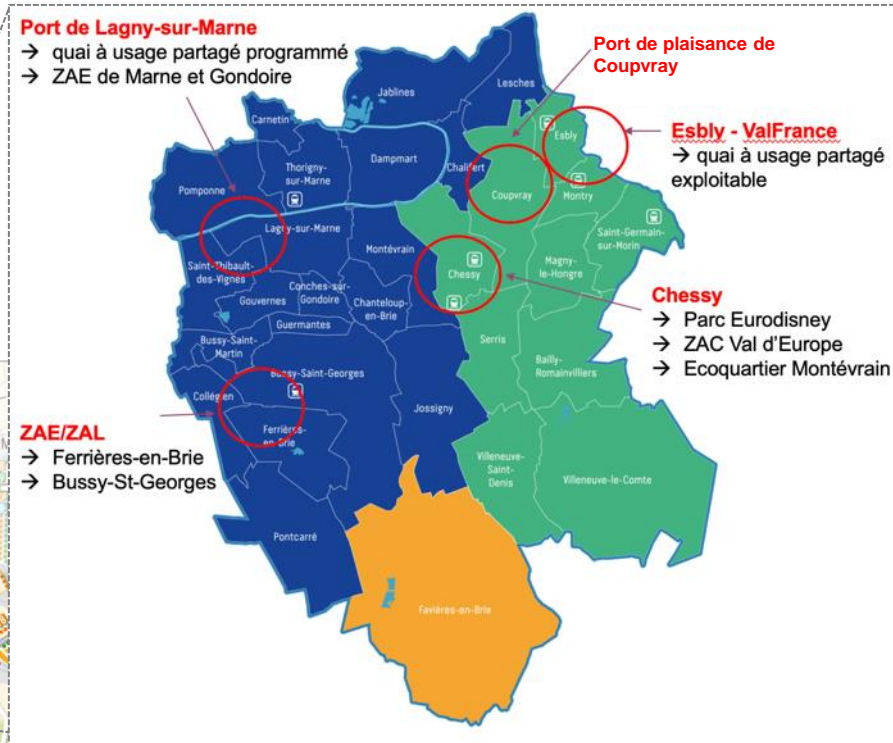 Port de Lagny-sur-Marne
→ quai à usage partagé programmé
→ ZAE de Marne et Gondoire
Port de plaisance de
Coupvray
Esbly - ValFrance
→ quai à usage partagé
exploitable
Chessy
→ Parc Eurodisney
→ ZAC Val d'Europe
→ Ecoquartier Montévrain
ZAE/ZAL
→ Ferrières-en-Brie
→ Bussy-St-Georges
Lesches
Jablines
Carnetin
Esbly
Dampmart
Thorigny-
sur-Marne
Chalifert
Pomponne
Coupvray
Montry
Saint-Germain-
sur-Morin
Lagny-sur-Marne
Montévrain
Saint-Thibault-
des-Vignes
Chessy
Magny-
le-Hongre
Conches-sur-
Gondoire
Gouvernes
Chanteloup-
en-Brie
Guermantes
Bussy-Saint-
Martin
Serris
Bailly-
Romainvilliers
Bussy-Saint-Georges
Collégien
Jossigny
Ferrières-
en-Brie
Villeneuve-
Saint-
Denis
Villeneuve-le-Comte
Pontcarré
Favières-en-Brie